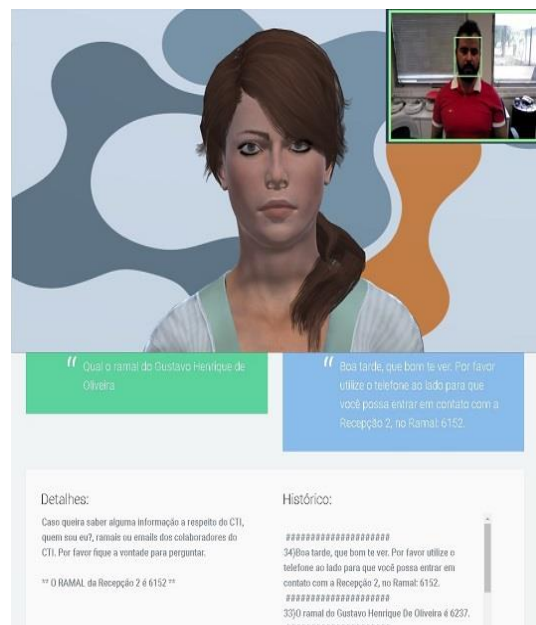 “ Qual o ramal do Gustavo Henrique de
Oliveira
“ Boa tarde, que bom te ver. Por favor
utilize o telefone ao lado para que
você possa entrar em contato com a
Recepção 2, no Ramal: 6152.
Detalhes:
Caso queira saber alguma informação a respeito do CTI,
quem sou eu?, ramais ou emails dos colaboradores do
CTI. Por favor fique a vontade para perguntar.
** O RAMAL da Recepção 2 é 6152 **
Histórico:
#####################
34)Boa tarde, que bom te ver. Por favor utilize o
telefone ao lado para que você possa entrar em
contato com a Recepção 2, no Ramal: 6152.
#####################
33)O ramal do Gustavo Henrique De Oliveira é 6237.